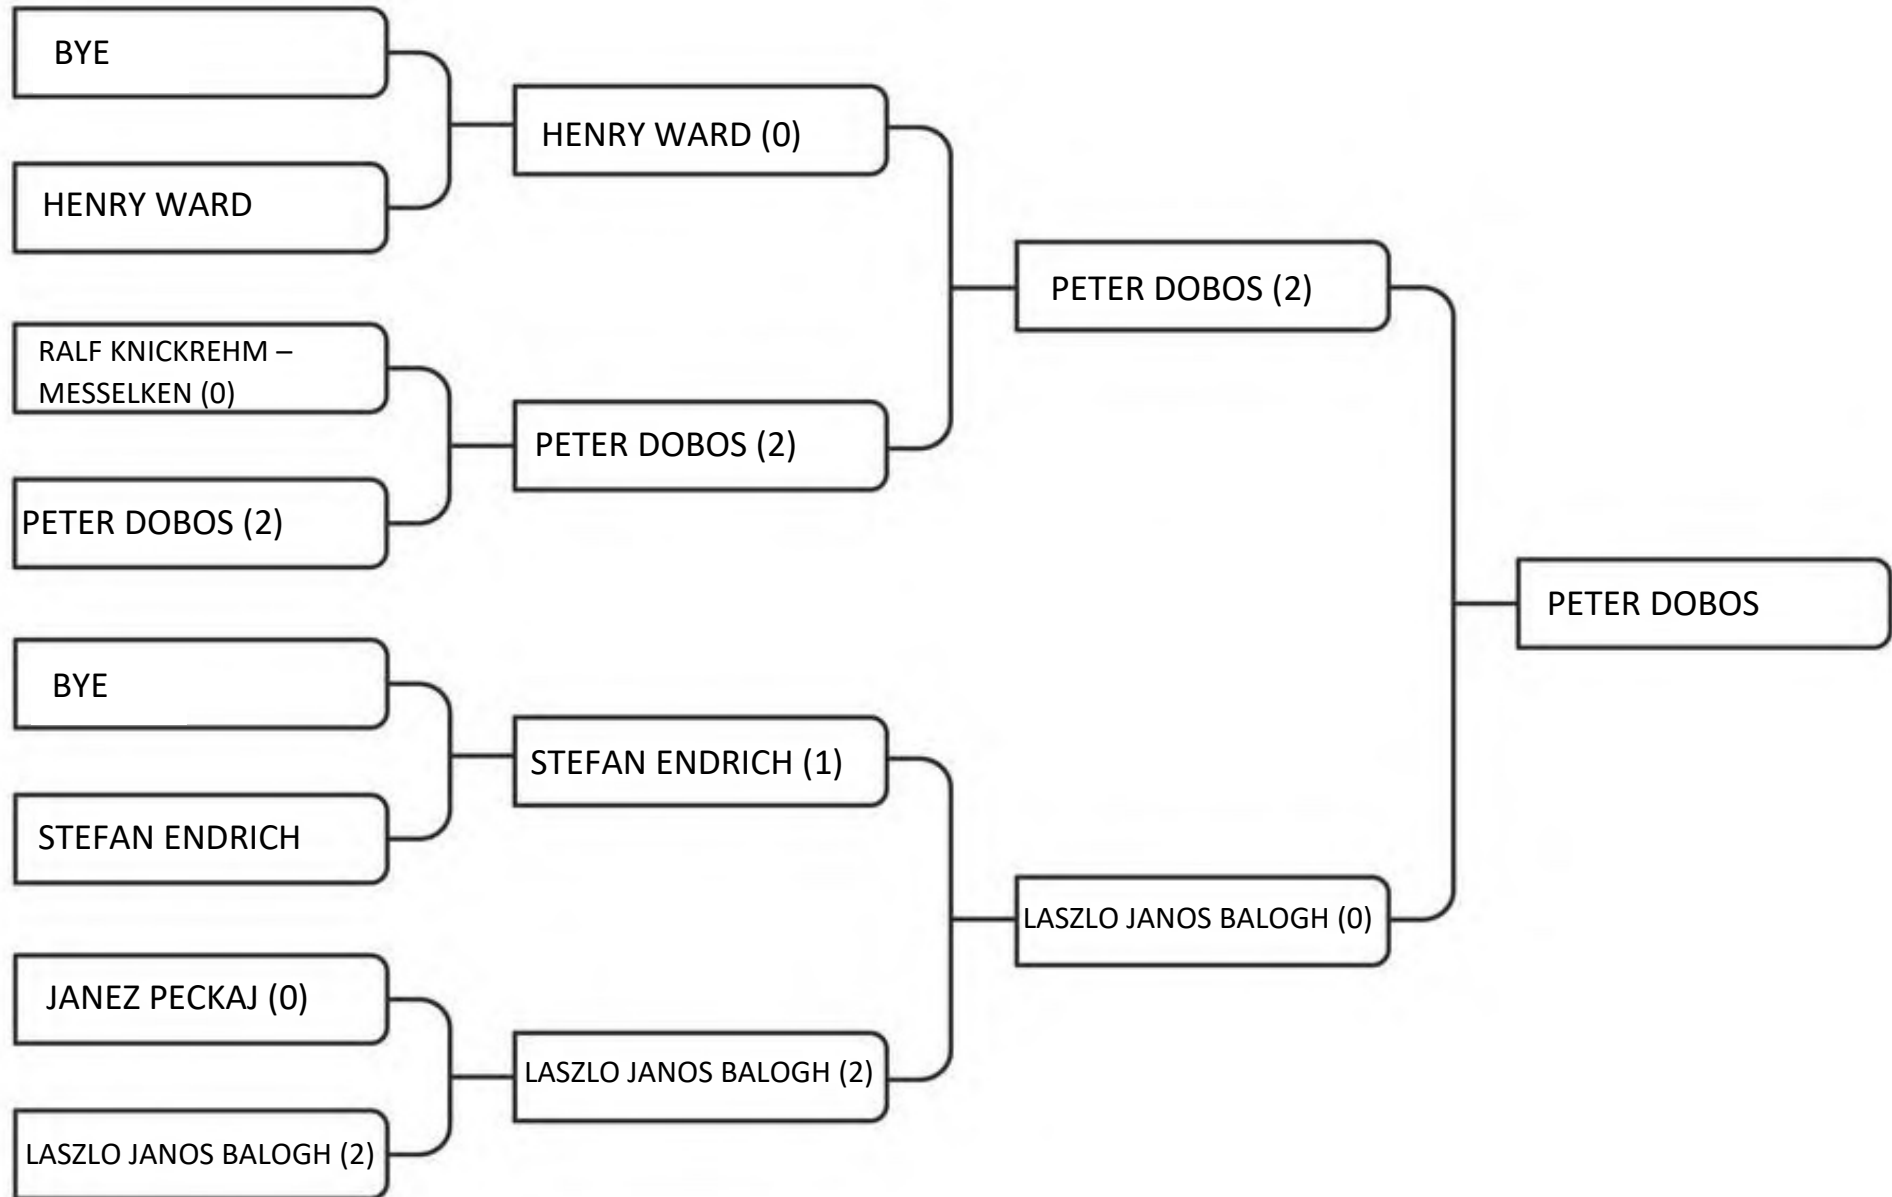 BYE
HENRY WARD
RALF KNICKREHM –
MESSELKEN (0)
PETER DOBOS (2)
BYE
STEFAN ENDRICH
JANEZ PECKAJ (0)
LASZLO JANOS BALOGH (2)
HENRY WARD (0)
PETER DOBOS (2)
STEFAN ENDRICH (1)
LASZLO JANOS BALOGH (2)
PETER DOBOS (2)
LASZLO JANOS BALOGH (0)
PETER DOBOS